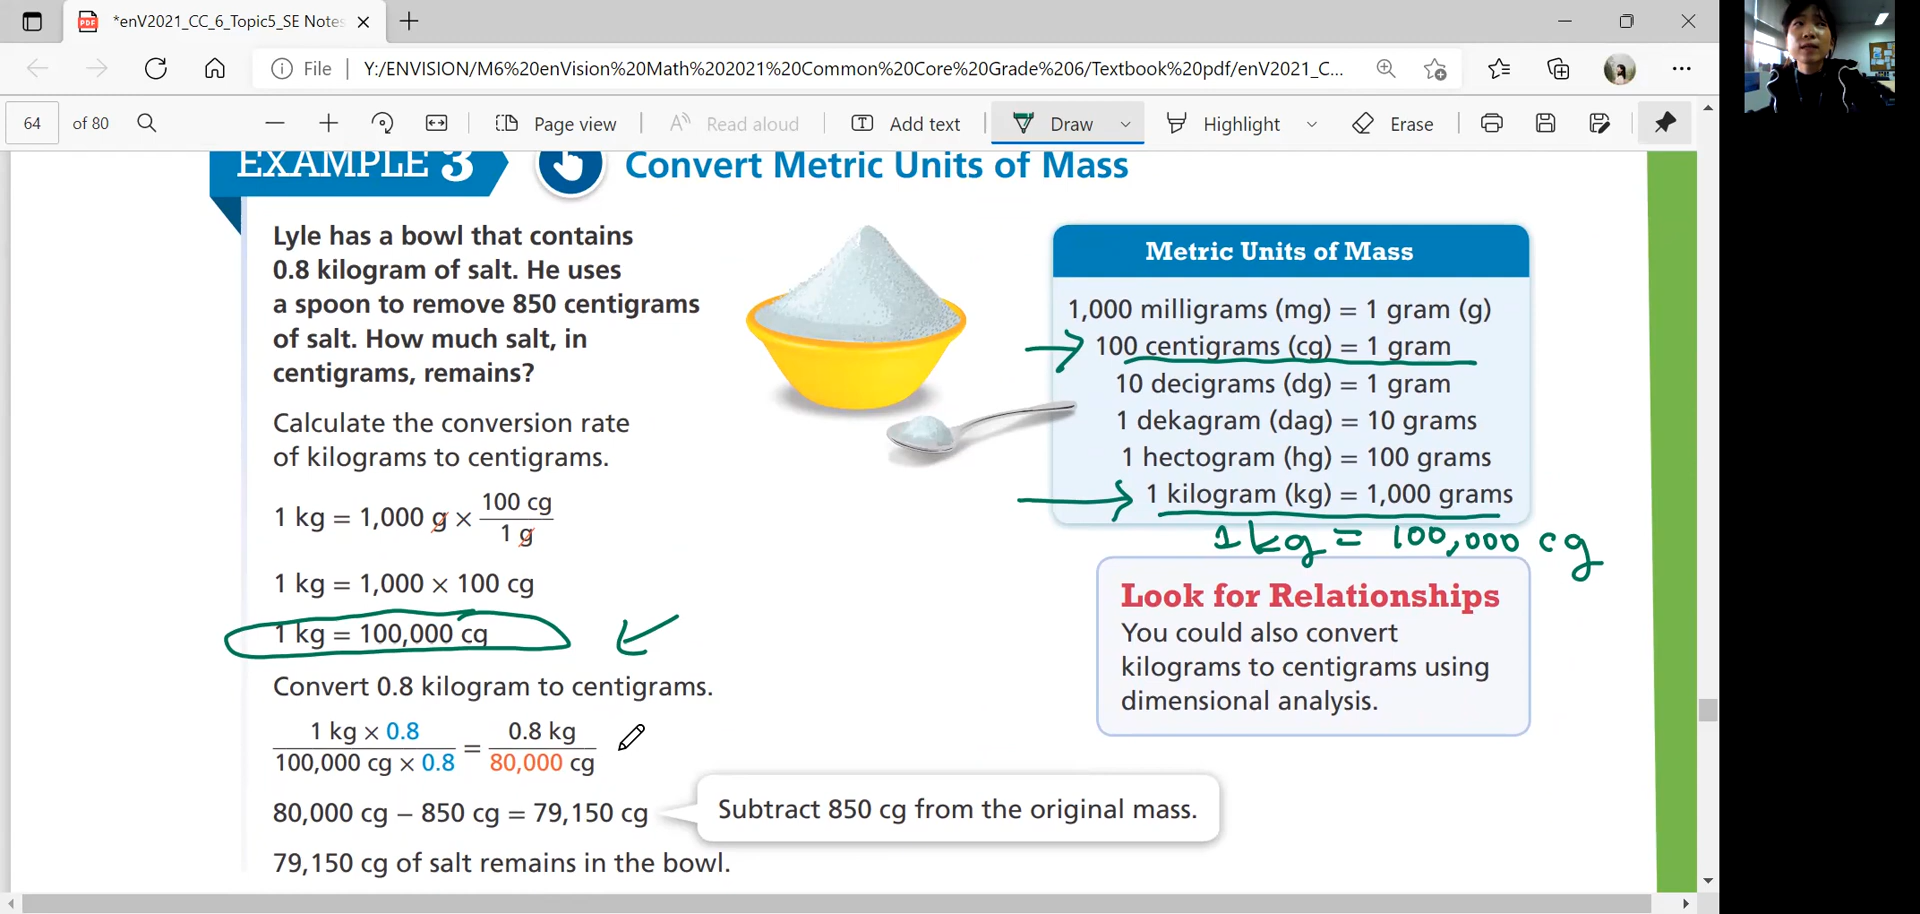 *enV2021_CC_6_Topic5_SE Notes
File
Y:/ENVISION/M6%20enVision%20Math%202021%20Common%20Core%20Grade%206/Textbook%20pdf/enV2021_C...
64 of 80
Page view
Read aloud
Add text
Draw
Highlight
Erase
EXAMPLE 3
Convert Metric Units of Mass
Lyle has a bowl that contains
0.8 kilogram of salt. He uses
a spoon to remove 850 centigrams
of salt. How much salt, in
centigrams, remains?
Calculate the conversion rate
of kilograms to centigrams.
1 kg = 1,000 g × 100 cg / 1 g
1 kg = 1,000 × 100 cg
1 kg = 100,000 cg
Convert 0.8 kilogram to centigrams.
1 kg × 0.8 / 100,000 cg × 0.8 = 0.8 kg / 80,000 cg
80,000 cg − 850 cg = 79,150 cg
Subtract 850 cg from the original mass.
79,150 cg of salt remains in the bowl.
Metric Units of Mass
1,000 milligrams (mg) = 1 gram (g)
100 centigrams (cg) = 1 gram
10 decigrams (dg) = 1 gram
1 dekagram (dag) = 10 grams
1 hectogram (hg) = 100 grams
1 kilogram (kg) = 1,000 grams
1 kg = 100,000 cg
Look for Relationships
You could also convert
kilograms to centigrams using
dimensional analysis.